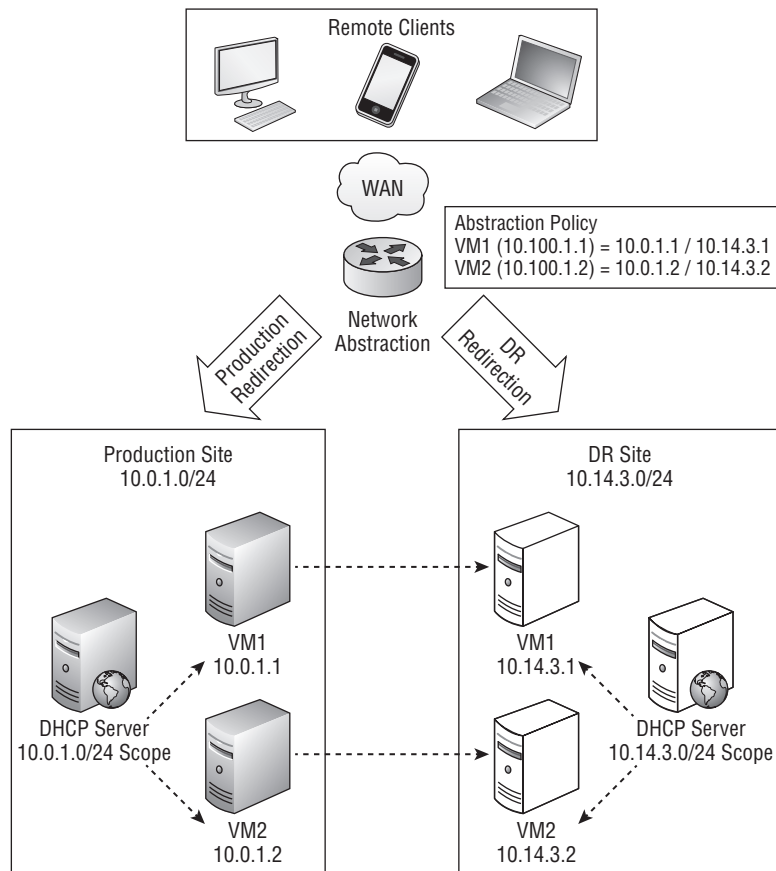 Remote Clients
WAN
Abstraction Policy
VM1 (10.100.1.1) = 10.0.1.1 / 10.14.3.1
VM2 (10.100.1.2) = 10.0.1.2 / 10.14.3.2
Network
Abstraction
Production
Redirection
DR
Redirection
Production Site
10.0.1.0/24
VM1
10.0.1.1
DHCP Server
10.0.1.0/24 Scope
VM2
10.0.1.2
DR Site
10.14.3.0/24
VM1
10.14.3.1
DHCP Server
10.14.3.0/24 Scope
VM2
10.14.3.2